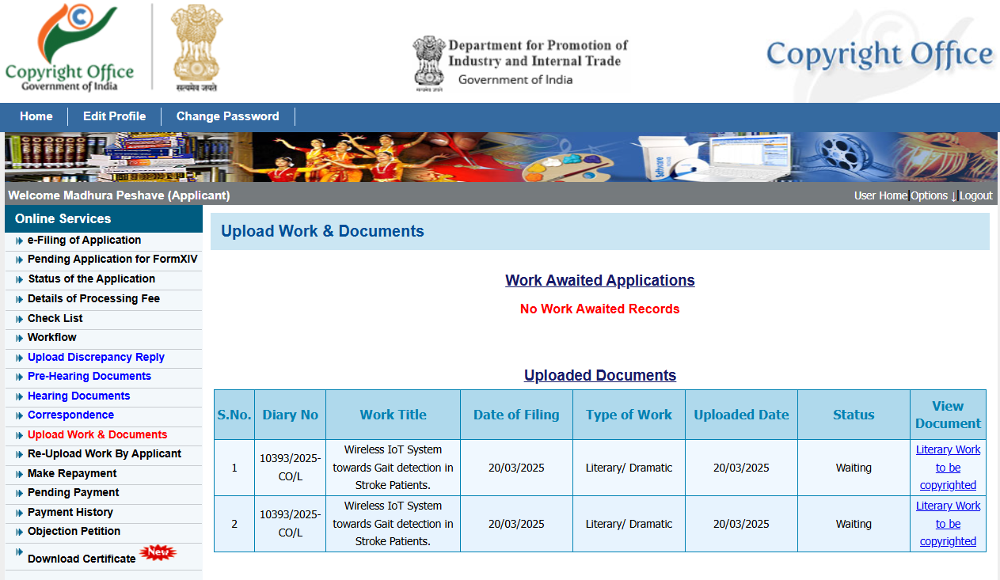 Copyright Office
Government of India
सत्यमेव जयते
Department for Promotion of
Industry and Internal Trade
Government of India
सत्यमेव जयते
Copyright Office
Home
Edit Profile
Change Password
Software
Welcome Madhura Peshave (Applicant)
User Home|Options ↓|Logout
Online Services
e-Filing of Application
Pending Application for FormXIV
Status of the Application
Details of Processing Fee
Check List
Workflow
Upload Discrepancy Reply
Pre-Hearing Documents
Hearing Documents
Correspondence
Upload Work & Documents
Re-Upload Work By Applicant
Make Repayment
Pending Payment
Payment History
Objection Petition
Download Certificate New
Upload Work & Documents
Work Awaited Applications
No Work Awaited Records
Uploaded Documents
S.No.
Diary No
Work Title
Date of Filing
Type of Work
Uploaded Date
Status
View
Document
1
10393/2025-
CO/L
Wireless IoT System
towards Gait detection in
Stroke Patients.
20/03/2025
Literary/ Dramatic
20/03/2025
Waiting
Literary Work
to be
copyrighted
2
10393/2025-
CO/L
Wireless IoT System
towards Gait detection in
Stroke Patients.
20/03/2025
Literary/ Dramatic
20/03/2025
Waiting
Literary Work
to be
copyrighted